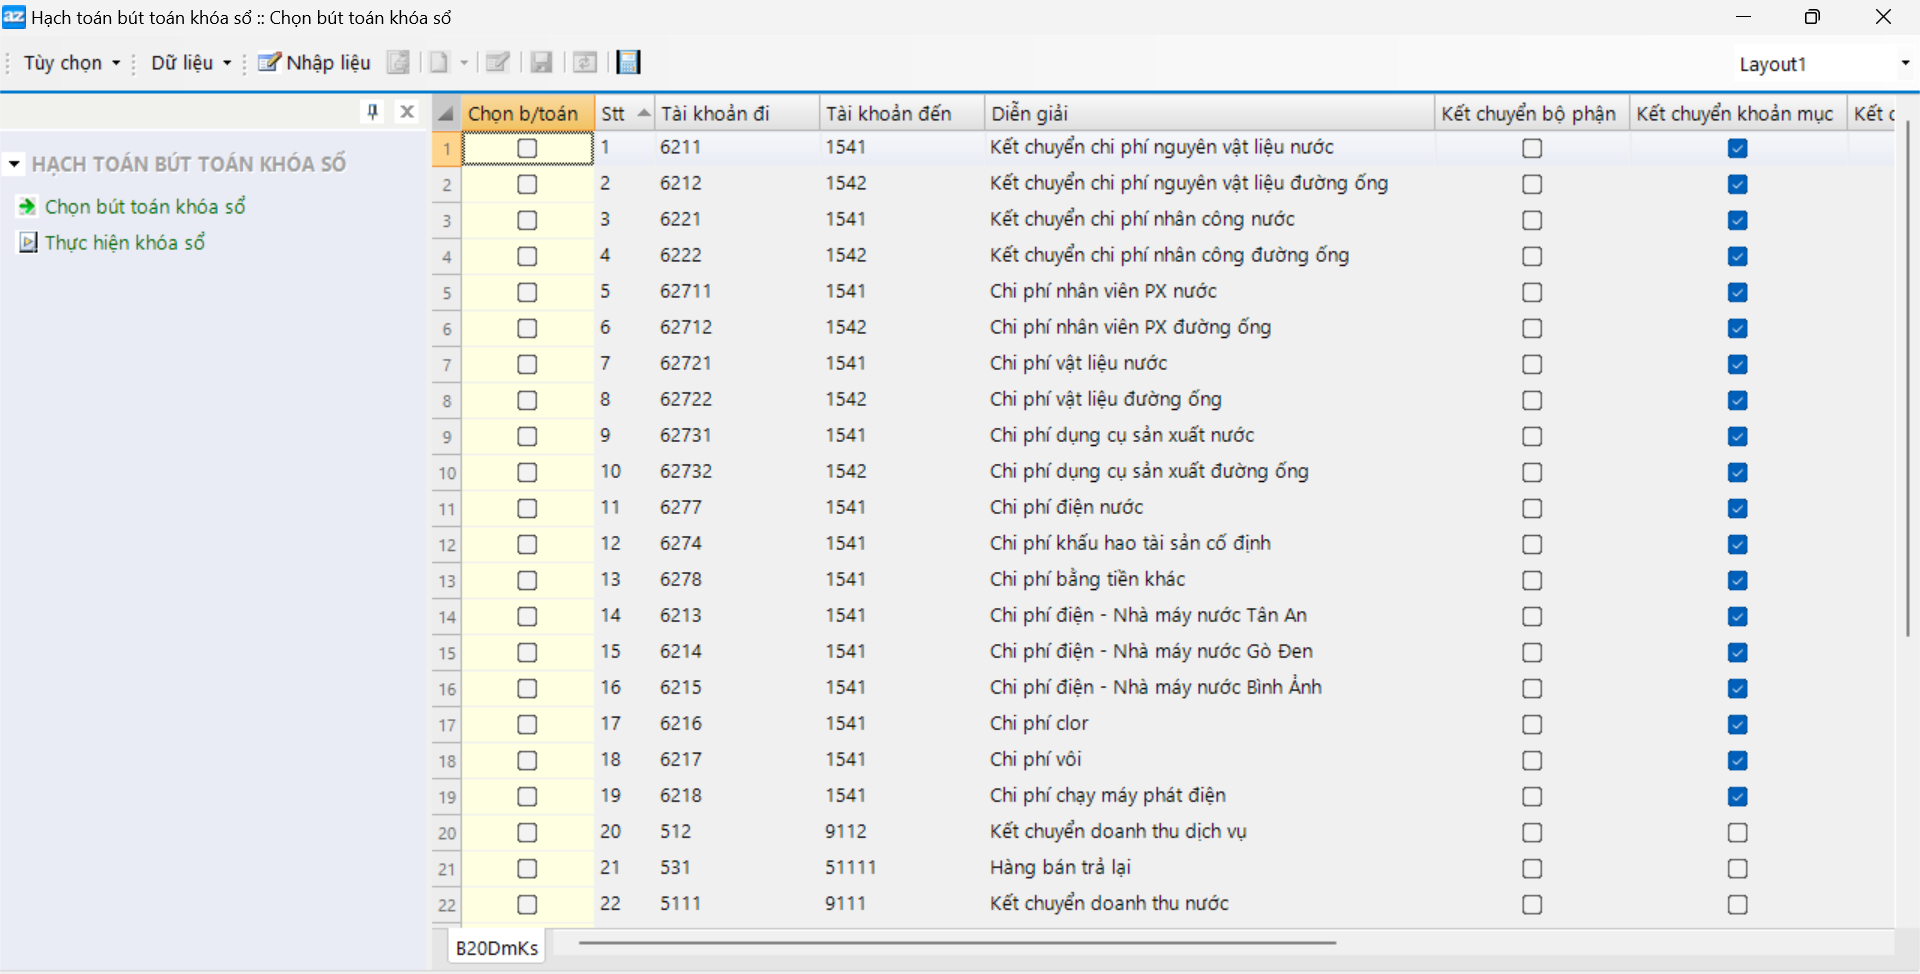 az Hạch toán bút toán khóa sổ :: Chọn bút toán khóa sổ
Tùy chọn Dữ liệu Nhập liệu Layout1
Chọn b/toán Stt Tài khoản đi Tài khoản đến Diễn giải Kết chuyển bộ phận Kết chuyển khoản mục Kết
HẠCH TOÁN BÚT TOÁN KHÓA SỔ
Chọn bút toán khóa sổ
Thực hiện khóa sổ
1 1 6211 1541 Kết chuyển chi phí nguyên vật liệu nước
2 2 6212 1542 Kết chuyển chi phí nguyên vật liệu đường ống
3 3 6221 1541 Kết chuyển chi phí nhân công nước
4 4 6222 1542 Kết chuyển chi phí nhân công đường ống
5 5 62711 1541 Chi phí nhân viên PX nước
6 6 62712 1542 Chi phí nhân viên PX đường ống
7 7 62721 1541 Chi phí vật liệu nước
8 8 62722 1542 Chi phí vật liệu đường ống
9 9 62731 1541 Chi phí dụng cụ sản xuất nước
10 10 62732 1542 Chi phí dụng cụ sản xuất đường ống
11 11 6277 1541 Chi phí điện nước
12 12 6274 1541 Chi phí khấu hao tài sản cố định
13 13 6278 1541 Chi phí bằng tiền khác
14 14 6213 1541 Chi phí điện - Nhà máy nước Tân An
15 15 6214 1541 Chi phí điện - Nhà máy nước Gò Đen
16 16 6215 1541 Chi phí điện - Nhà máy nước Bình Ảnh
17 17 6216 1541 Chi phí clor
18 18 6217 1541 Chi phí vôi
19 19 6218 1541 Chi phí chạy máy phát điện
20 20 512 9112 Kết chuyển doanh thu dịch vụ
21 21 531 51111 Hàng bán trả lại
22 22 5111 9111 Kết chuyển doanh thu nước
B20DmKs